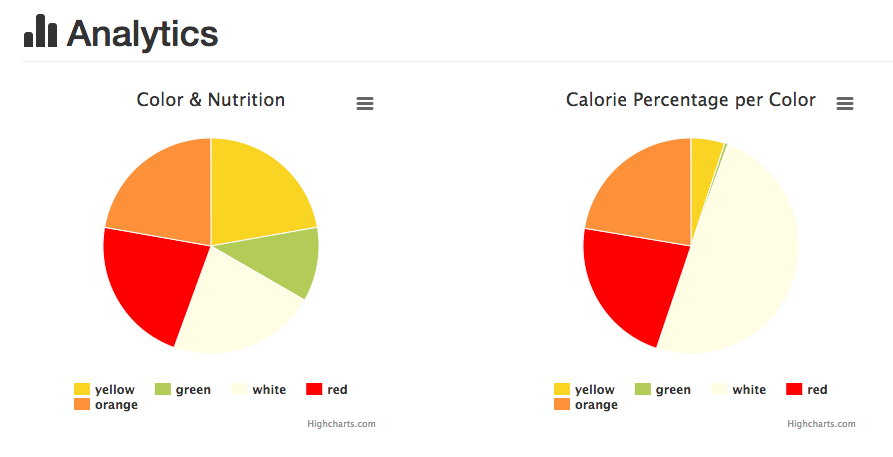 Analytics
Color & Nutrition
yellow green white red
orange
Highcharts.com
Calorie Percentage per Color
yellow green white red
orange
Highcharts.com